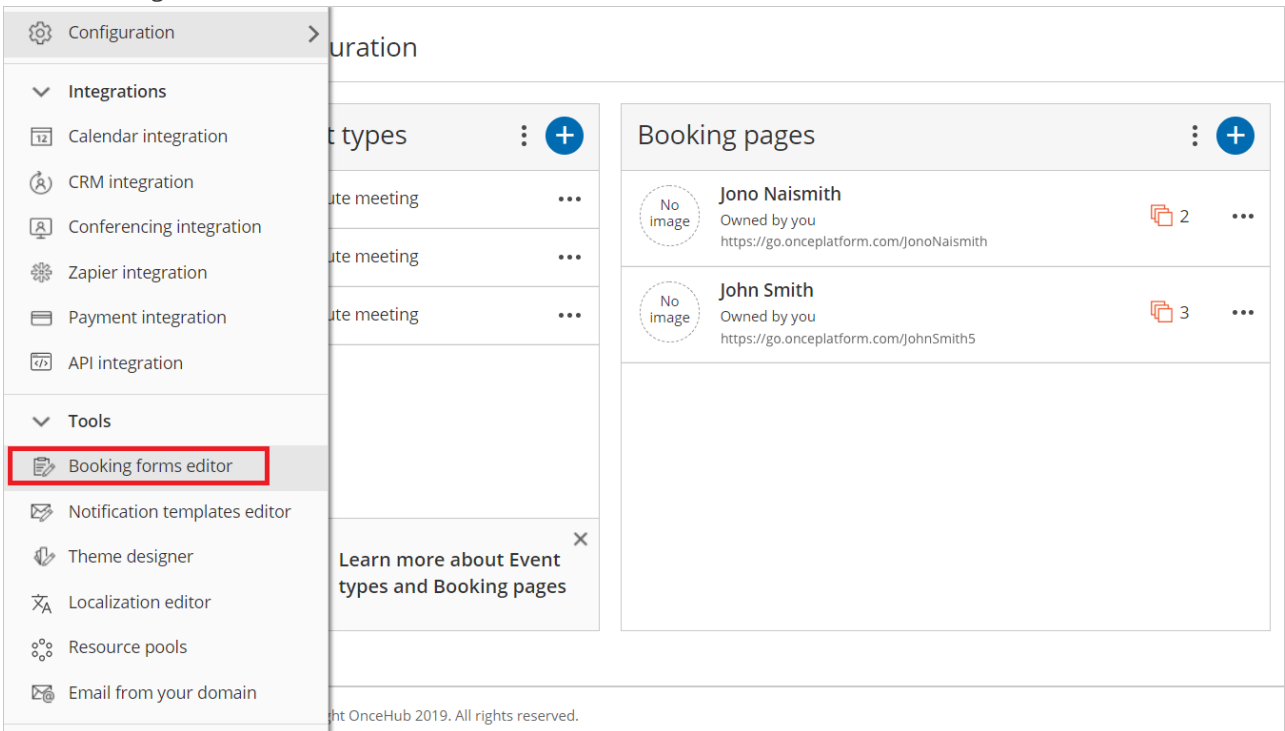 Configuration
Integrations
12
Calendar integration
CRM integration
Conferencing integration
Zapier integration
Payment integration
API integration
Tools
Booking forms editor
Notification templates editor
Theme designer
Localization editor
Resource pools
Email from your domain
uration
t types
ute meeting
ute meeting
ute meeting
Learn more about Event
types and Booking pages
Booking pages
No
image
Jono Naismith
Owned by you
https://go.onceplatform.com/JonoNaismith
2
No
image
John Smith
Owned by you
https://go.onceplatform.com/JohnSmith5
3
ght OnceHub 2019. All rights reserved.